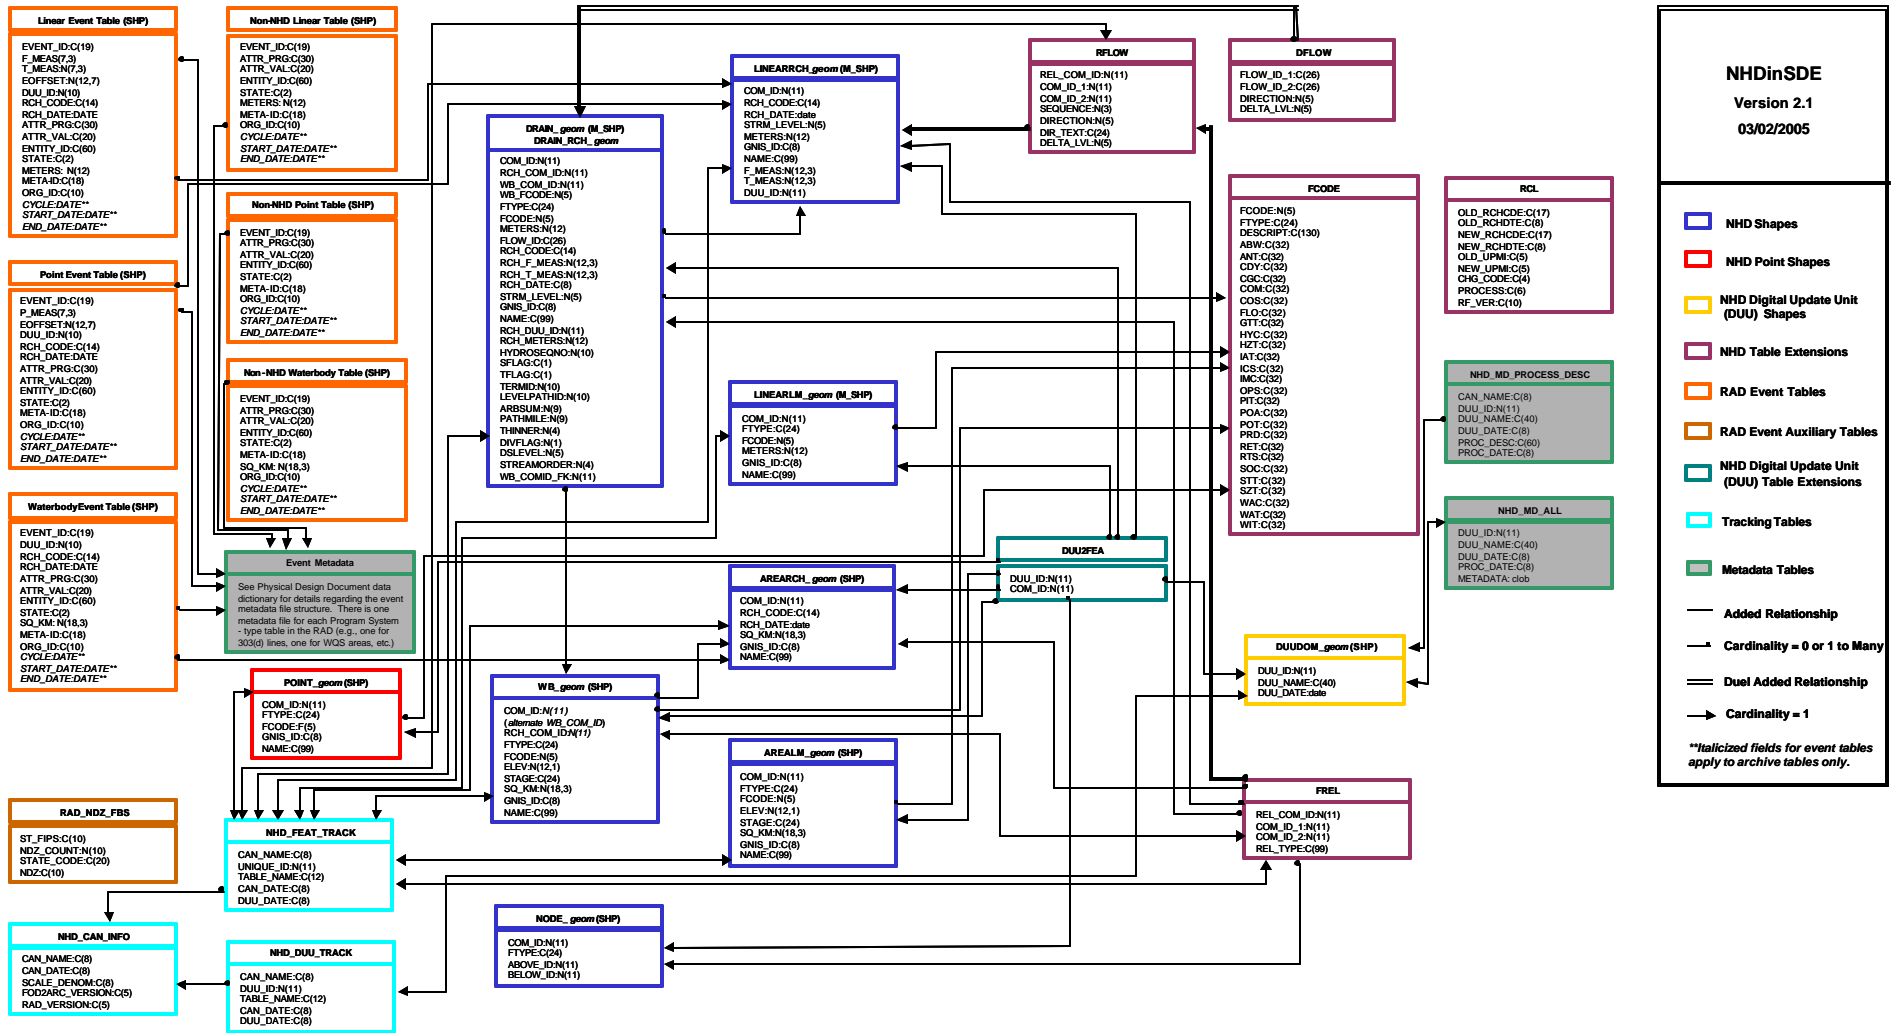 Linear Event Table (SHP)
EVENT_ID:C(19)
F_MEAS(7,3)
T_MEAS:N(7,3)
EOFFSET:N(12,7)
DUU_ID:N(10)
RCH_CODE:C(14)
RCH_DATE:DATE
ATTR_PRG:C(30)
ATTR_VAL:C(20)
ENTITY_ID:C(60)
STATE:C(2)
METERS: N(12)
META-ID:C(18)
ORG_ID:C(10)
CYCLE:DATE**
START_DATE:DATE**
END_DATE:DATE**
Point Event Table (SHP)
EVENT_ID:C(19)
P_MEAS(7,3)
EOFFSET:N(12,7)
DUU_ID:N(10)
RCH_CODE:C(14)
RCH_DATE:DATE
ATTR_PRG:C(30)
ATTR_VAL:C(20)
ENTITY_ID:C(60)
STATE:C(2)
META-ID:C(18)
ORG_ID:C(10)
CYCLE:DATE**
START_DATE:DATE**
END_DATE:DATE**
WaterbodyEvent Table (SHP)
EVENT_ID:C(19)
DUU_ID:N(10)
RCH_CODE:C(14)
RCH_DATE:DATE
ATTR_PRG:C(30)
ATTR_VAL:C(20)
ENTITY_ID:C(60)
STATE:C(2)
SQ_KM: N(18,3)
META-ID:C(18)
ORG_ID:C(10)
CYCLE:DATE**
START_DATE:DATE**
END_DATE:DATE**
RAD_NDZ_FBS
ST_FIPS:C(10)
NDZ_COUNT:N(10)
STATE_CODE:C(20)
NDZ:C(10)
NHD_CAN_INFO
CAN_NAME:C(8)
CAN_DATE:C(8)
SCALE_DENOM:C(8)
FOD2ARC_VERSION:C(5)
RAD_VERSION:C(5)
Non-NHD Linear Table (SHP)
EVENT_ID:C(19)
ATTR_PRG:C(30)
ATTR_VAL:C(20)
ENTITY_ID:C(60)
STATE:C(2)
METERS: N(12)
META-ID:C(18)
ORG_ID:C(10)
CYCLE:DATE**
START_DATE:DATE**
END_DATE:DATE**
Non-NHD Point Table (SHP)
EVENT_ID:C(19)
ATTR_PRG:C(30)
ATTR_VAL:C(20)
ENTITY_ID:C(60)
STATE:C(2)
META-ID:C(18)
ORG_ID:C(10)
CYCLE:DATE**
START_DATE:DATE**
END_DATE:DATE**
Non-NHD Waterbody Table (SHP)
EVENT_ID:C(19)
ATTR_PRG:C(30)
ATTR_VAL:C(20)
ENTITY_ID:C(60)
STATE:C(2)
META-ID:C(18)
SQ_KM: N(18,3)
ORG_ID:C(10)
CYCLE:DATE**
START_DATE:DATE**
END_DATE:DATE**
Event Metadata
See Physical Design Document data
dictionary for details regarding the event
metadata file structure. There is one
metadata file for each Program System
- type table in the RAD (e.g., one for
303(d) lines, one for WQS areas, etc.)
POINT_geom(SHP)
COM_ID:N(11)
FTYPE:C(24)
FCODE:F(5)
GNIS_ID:C(8)
NAME:C(99)
NHD_FEAT_TRACK
CAN_NAME:C(8)
UNIQUE_ID:N(11)
TABLE_NAME:C(12)
CAN_DATE:C(8)
DUU_DATE:C(8)
NHD_DUU_TRACK
CAN_NAME:C(8)
DUU_ID:N(11)
TABLE_NAME:C(12)
CAN_DATE:C(8)
DUU_DATE:C(8)
DRAIN_geom (M_SHP)
DRAIN_RCH_geom
COM_ID:N(11)
RCH_COM_ID:N(11)
WB_COM_ID:N(11)
WB_FCODE:N(5)
FTYPE:C(24)
FCODE:N(5)
METERS:N(12)
FLOW_ID:C(26)
RCH_CODE:C(14)
RCH_F_MEAS:N(12,3)
RCH_T_MEAS:N(12,3)
RCH_DATE:C(8)
STRM_LEVEL:N(5)
GNIS_ID:C(8)
NAME:C(99)
RCH_DUU_ID:N(11)
RCH_METERS:N(12)
HYDROSEQNO:N(10)
SFLAG:C(1)
TFLAG:C(1)
TERMID:N(10)
LEVELPATHID:N(10)
ARBSUM:N(9)
PATHMILE:N(9)
THINNER:N(4)
DIVFLAG:N(1)
DSLEVEL:N(5)
STREAMORDER:N(4)
WB_COMID_FK:N(11)
WB_geom (SHP)
COM_ID:N(11)
(alternate WB_COM_ID)
RCH_COM_ID:N(11)
FTYPE:C(24)
FCODE:N(5)
ELEV:N(12,1)
STAGE:C(24)
SQ_KM:N(18,3)
GNIS_ID:C(8)
NAME:C(99)
NODE_geom(SHP)
COM_ID:N(11)
FTYPE:C(24)
ABOVE_ID:N(11)
BELOW_ID:N(11)
LINEARRCH_geom (M_SHP)
COM_ID:N(11)
RCH_CODE:C(14)
RCH_DATE:date
STRM_LEVEL:N(5)
METERS:N(12)
GNIS_ID:C(8)
NAME:C(99)
F_MEAS:N(12,3)
T_MEAS:N(12,3)
DUU_ID:N(11)
LINEARLM_geom (M_SHP)
COM_ID:N(11)
FTYPE:C(24)
FCODE:N(5)
METERS:N(12)
GNIS_ID:C(8)
NAME:C(99)
AREARCH_geom (SHP)
COM_ID:N(11)
RCH_CODE:C(14)
RCH_DATE:date
SQ_KM:N(18,3)
GNIS_ID:C(8)
NAME:C(99)
AREALM_geom (SHP)
COM_ID:N(11)
FTYPE:C(24)
FCODE:N(5)
ELEV:N(12,1)
STAGE:C(24)
SQ_KM:N(18,3)
GNIS_ID:C(8)
NAME:C(99)
RFLOW
REL_COM_ID:N(11)
COM_ID_1:N(11)
COM_ID_2:N(11)
SEQUENCE:N(3)
DIRECTION:N(5)
DIR_TEXT:C(24)
DELTA_LVL:N(5)
DUU2FEA
DUU_ID:N(11)
COM_ID:N(11)
DFLOW
FLOW_ID_1:C(26)
FLOW_ID_2:C(26)
DIRECTION:N(5)
DELTA_LVL:N(5)
FCODE
FCODE:N(5)
FTYPE:C(24)
DESCRIPT:C(130)
ABW:C(32)
ANT:C(32)
CDY:C(32)
CGC:C(32)
COM:C(32)
COS:C(32)
FLO:C(32)
GTT:C(32)
HYC:C(32)
HZT:C(32)
IAT:C(32)
ICS:C(32)
IMC:C(32)
OPS:C(32)
PIT:C(32)
POA:C(32)
POT:C(32)
PRD:C(32)
RET:C(32)
RTS:C(32)
SOC:C(32)
STT:C(32)
SZT:C(32)
WAC:C(32)
WAT:C(32)
WIT:C(32)
DUUDOM_geom(SHP)
DUU_ID:N(11)
DUU_NAME:C(40)
DUU_DATE:date
FREL
REL_COM_ID:N(11)
COM_ID_1:N(11)
COM_ID_2:N(11)
REL_TYPE:C(99)
RCL
OLD_RCHCDE:C(17)
OLD_RCHDTE:C(8)
NEW_RCHCDE:C(17)
NEW_RCHDTE:C(8)
OLD_UPMI:C(5)
NEW_UPMI:C(5)
CHG_CODE:C(4)
PROCESS:C(6)
RF_VER:C(10)
NHD_MD_PROCESS_DESC
CAN_NAME:C(8)
DUU_ID:N(11)
DUU_NAME:C(40)
DUU_DATE:C(8)
PROC_DESC:C(60)
PROC_DATE:C(8)
NHD_MD_ALL
DUU_ID:N(11)
DUU_NAME:C(40)
DUU_DATE:C(8)
PROC_DATE:C(8)
METADATA: clob
NHDinSDE
Version 2.1
03/02/2005
NHD Shapes
NHD Point Shapes
NHD Digital Update Unit
(DUU) Shapes
NHD Table Extensions
RAD Event Tables
RAD Event Auxiliary Tables
NHD Digital Update Unit
(DUU) Table Extensions
Tracking Tables
Metadata Tables
Added Relationship
Cardinality = 0 or 1 to Many
Duel Added Relationship
Cardinality = 1
**Italicized fields for event tables
apply to archive tables only.